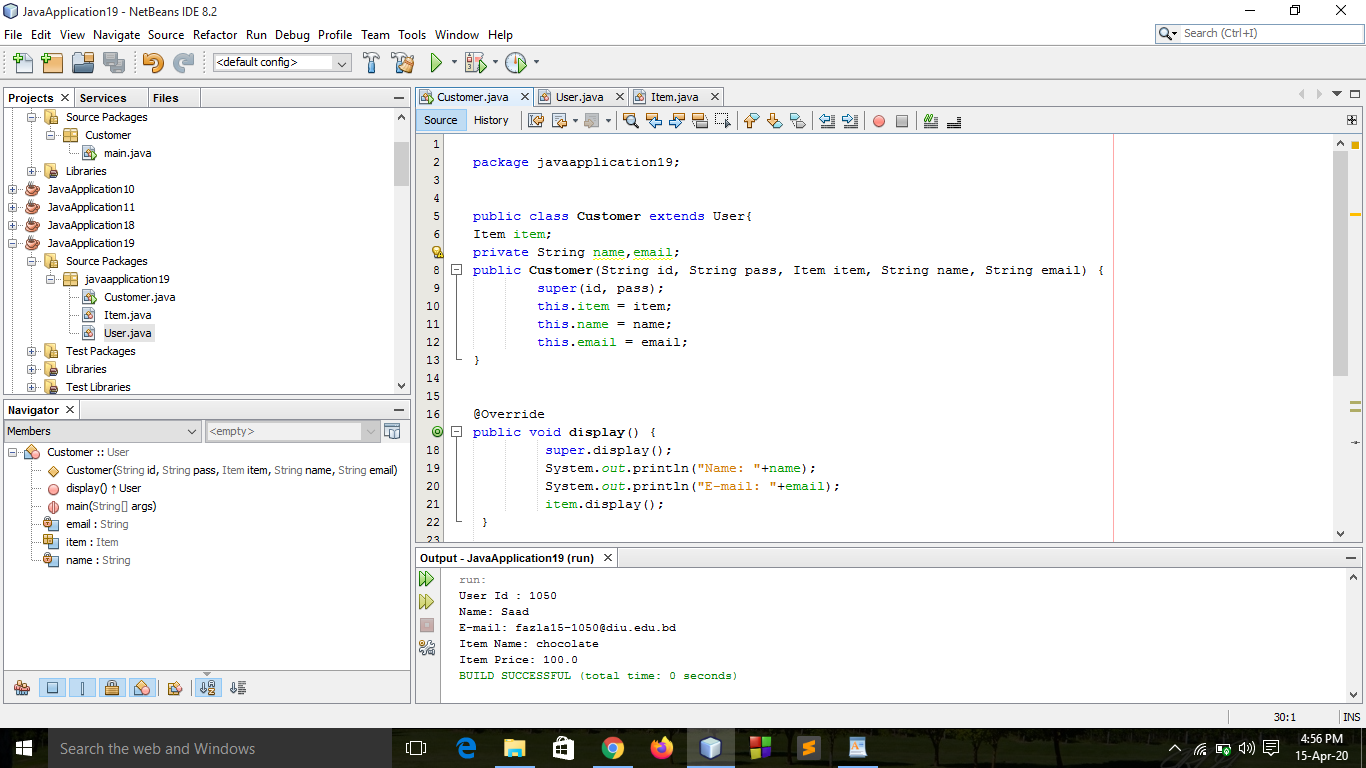 JavaApplication19 - NetBeans IDE 8.2
File Edit View Navigate Source Refactor Run Debug Profile Team Tools Window Help
Search (Ctrl+I)
<default config>
Projects Services Files
Source Packages
Customer
main.java
Libraries
JavaApplication10
JavaApplication11
JavaApplication18
JavaApplication19
Source Packages
javaapplication19
Customer.java
Item.java
User.java
Test Packages
Libraries
Test Libraries
Navigator
Members <empty>
Customer :: User
Customer(String id, String pass, Item item, String name, String email)
display() ↑ User
main(String[] args)
email : String
item : Item
name : String
Customer.java User.java Item.java
Source History
1
2 package javaapplication19;
3
4
5 public class Customer extends User{
6 Item item;
private String name,email;
8 public Customer(String id, String pass, Item item, String name, String email) {
9 super(id, pass);
10 this.item = item;
11 this.name = name;
12 this.email = email;
13 }
14
15
16 @Override
public void display() {
18 super.display();
19 System.out.println("Name: "+name);
20 System.out.println("E-mail: "+email);
21 item.display();
22 }
23
Output - JavaApplication19 (run)
run:
User Id : 1050
Name: Saad
E-mail: fazla15-1050@diu.edu.bd
Item Name: chocolate
Item Price: 100.0
BUILD SUCCESSFUL (total time: 0 seconds)
30:1 INS
Search the web and Windows
4:56 PM
15-Apr-20